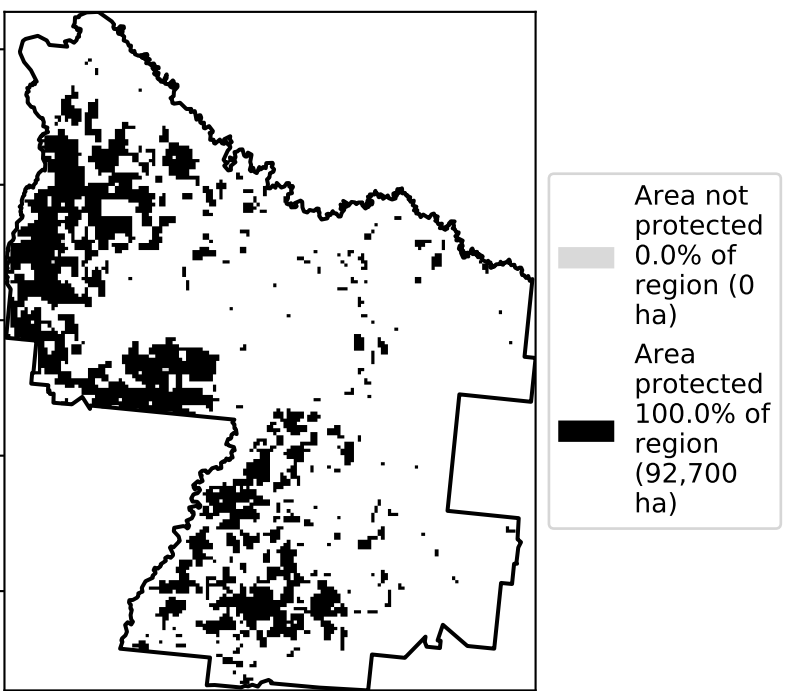 Area not
protected
0.0% of
region (0
ha)
Area
protected
100.0% of
region
(92,700
ha)